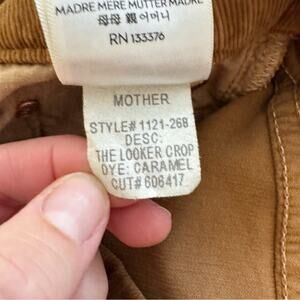 MADRE MERE MUTTER MADRE
母母 親 어머니
RN 133376
MOTHER
STYLE# 1121-268
DESC:
THE LOOKER CROP
DYE: CARAMEL
CUT# 606417